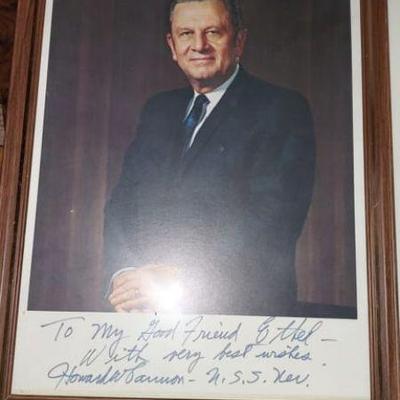 To My Good Friend Ethel -
With very best wishes.
Howard W Cannon - U.S.S. Nev.